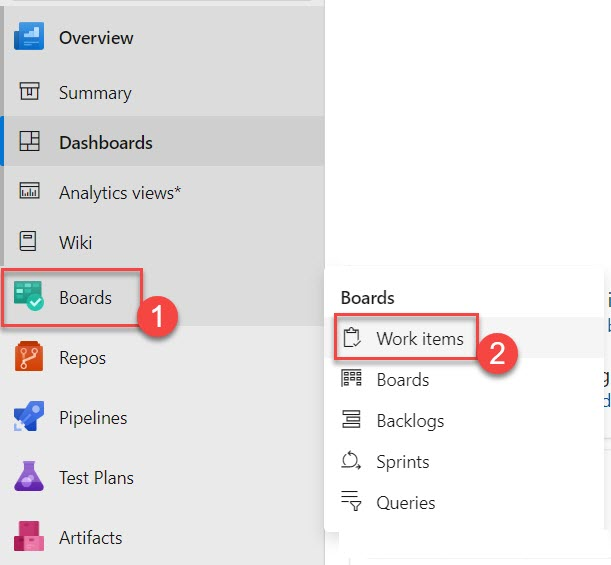 Overview
Summary
Dashboards
Analytics views*
Wiki
Boards
1
Repos
Pipelines
Test Plans
Artifacts
Boards
Work items
2
Boards
Backlogs
Sprints
Queries